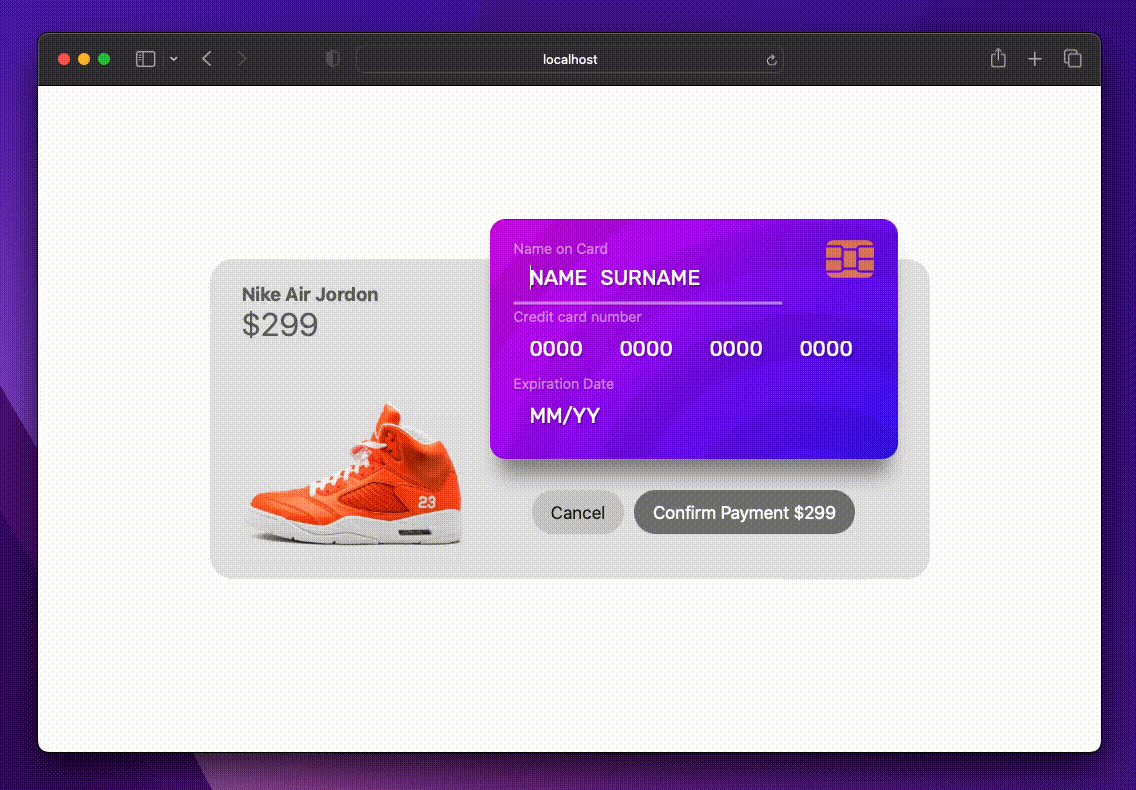 localhost
Nike Air Jordon
$299
23
Name on Card
NAME SURNAME
Credit card number
0000 0000 0000 0000
Expiration Date
MM/YY
Cancel
Confirm Payment $299